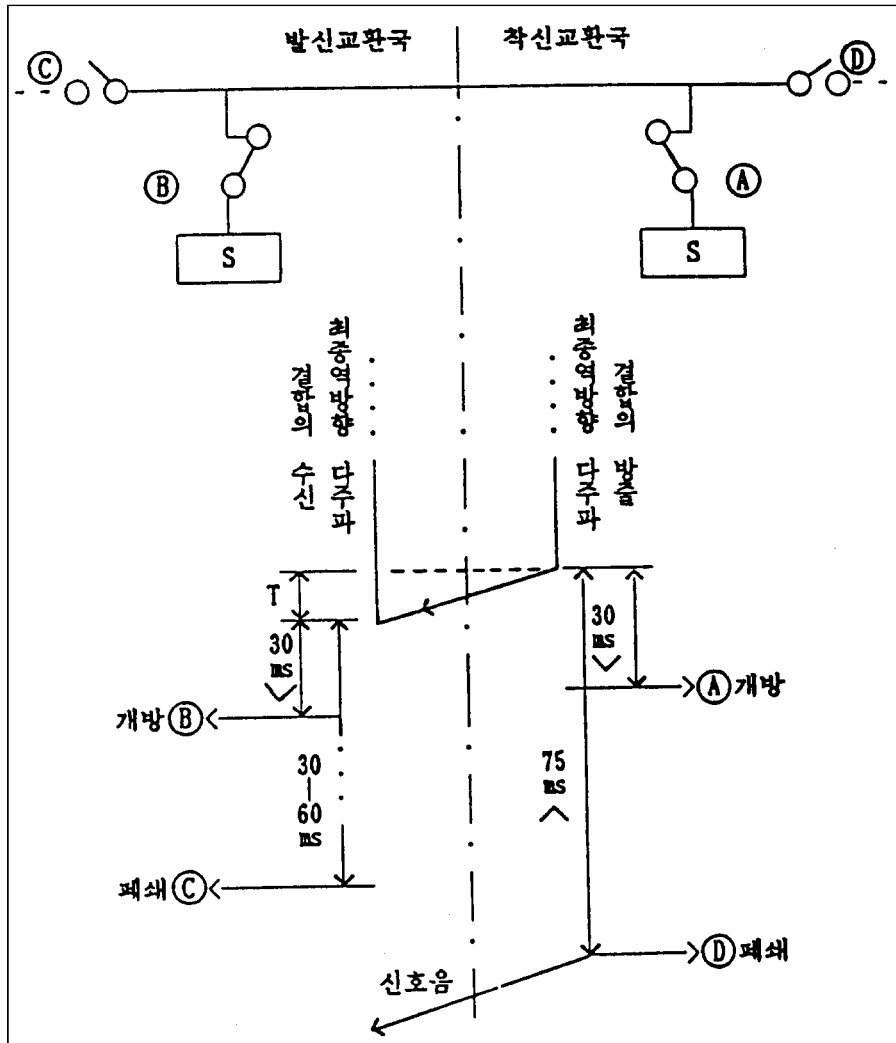 발신교환국 착신교환국
Ⓒ Ⓓ
Ⓑ Ⓐ
S S
최종역방향 다주파
결합의 수신
최종역방향 다주파
결합의 방출
T
30
ms
30
ms
개방 Ⓑ
Ⓐ 개방
30
|
60
ms
75
ms
폐쇄 Ⓒ
Ⓓ 폐쇄
신호음